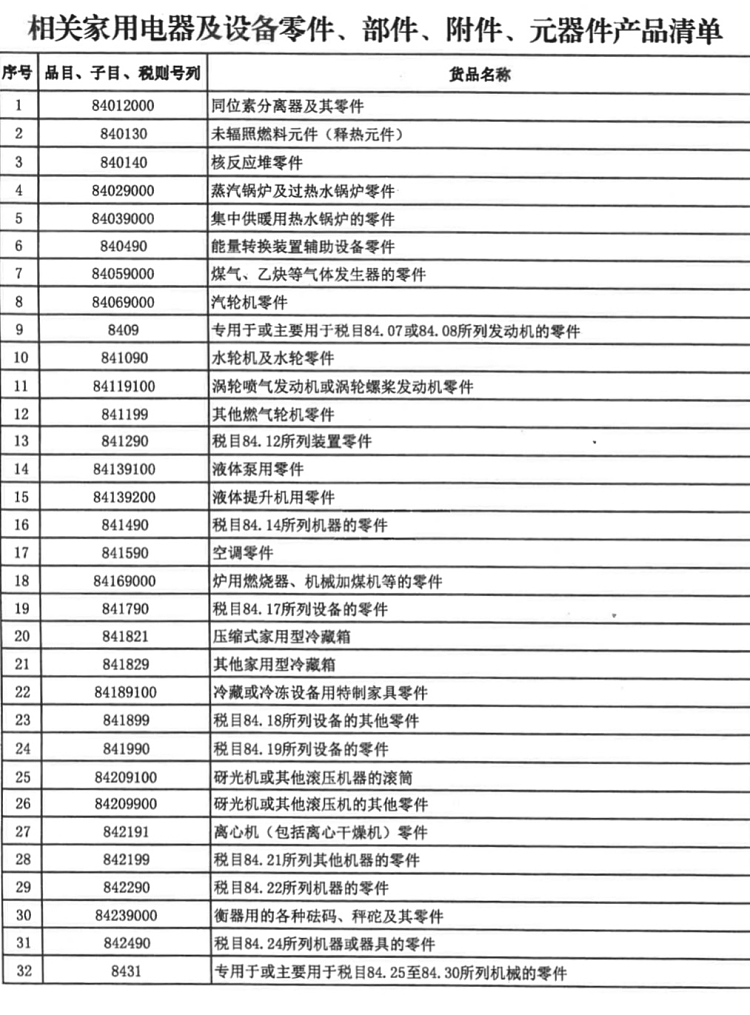 相关家用电器及设备零件、部件、附件、元器件产品清单
序号 品目、子目、税则号列 货品名称
1 84012000 同位素分离器及其零件
2 840130 未辐照燃料元件（释热元件）
3 840140 核反应堆零件
4 84029000 蒸汽锅炉及过热水锅炉零件
5 84039000 集中供暖用热水锅炉的零件
6 840490 能量转换装置辅助设备零件
7 84059000 煤气、乙炔等气体发生器的零件
8 84069000 汽轮机零件
9 8409 专用于或主要用于税目84.07或84.08所列发动机的零件
10 841090 水轮机及水轮零件
11 84119100 涡轮喷气发动机或涡轮螺桨发动机零件
12 841199 其他燃气轮机零件
13 841290 税目84.12所列装置零件
14 84139100 液体泵用零件
15 84139200 液体提升机用零件
16 841490 税目84.14所列机器的零件
17 841590 空调零件
18 84169000 炉用燃烧器、机械加煤机等的零件
19 841790 税目84.17所列设备的零件
20 841821 压缩式家用型冷藏箱
21 841829 其他家用型冷藏箱
22 84189100 冷藏或冷冻设备用特制家具零件
23 841899 税目84.18所列设备的其他零件
24 841990 税目84.19所列设备的零件
25 84209100 砑光机或其他滚压机器的滚筒
26 84209900 砑光机或其他滚压机的其他零件
27 842191 离心机（包括离心干燥机）零件
28 842199 税目84.21所列其他机器的零件
29 842290 税目84.22所列机器的零件
30 84239000 衡器用的各种砝码、秤砣及其零件
31 842490 税目84.24所列机器或器具的零件
32 8431 专用于或主要用于税目84.25至84.30所列机械的零件